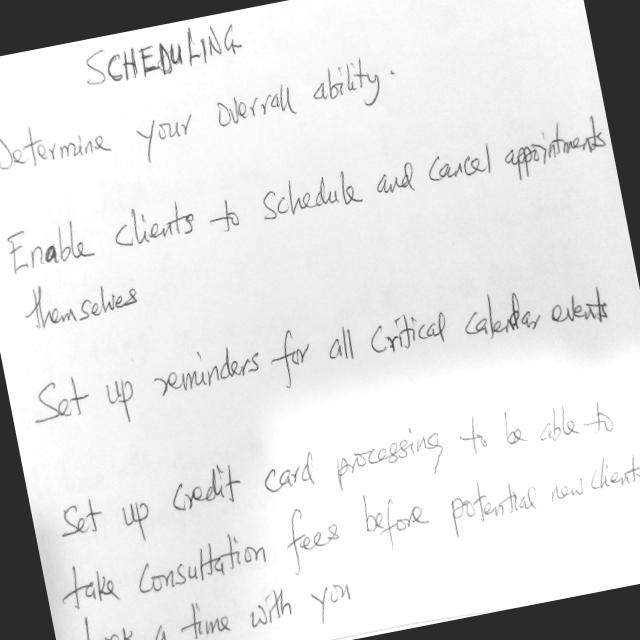 SCHEDULING
Determine your overrall ability.
Enable clients to schedule and cancel appointments
themselves
Set up reminders for all critical calendar events
Set up credit card processing to be able to
take consultation fees before potential new clients
a time with you